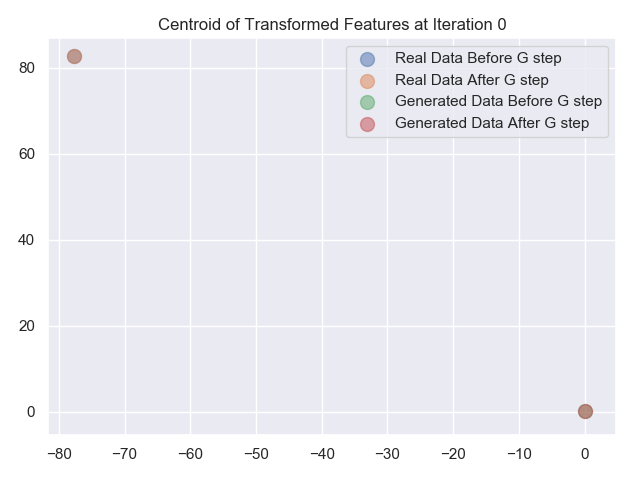 Centroid of Transformed Features at Iteration 0
Real Data Before G step
Real Data After G step
Generated Data Before G step
Generated Data After G step
80
60
40
20
0
−80 −70 −60 −50 −40 −30 −20 −10 0